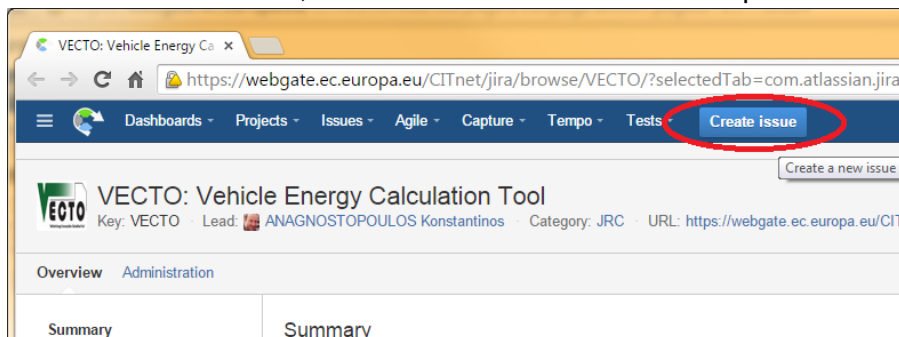 VECTO: Vehicle Energy Ca
https://webgate.ec.europa.eu/CITnet/jira/browse/VECTO/?selectedTab=com.atlassian.jira
Dashboards Projects Issues Agile Capture Tempo Tests Create issue
Create a new issue
VECTO: Vehicle Energy Calculation Tool
VECTO
Key: VECTO · Lead: ANAGNOSTOPOULOS Konstantinos · Category: JRC · URL: https://webgate.ec.europa.eu/CI
Overview Administration
Summary Summary